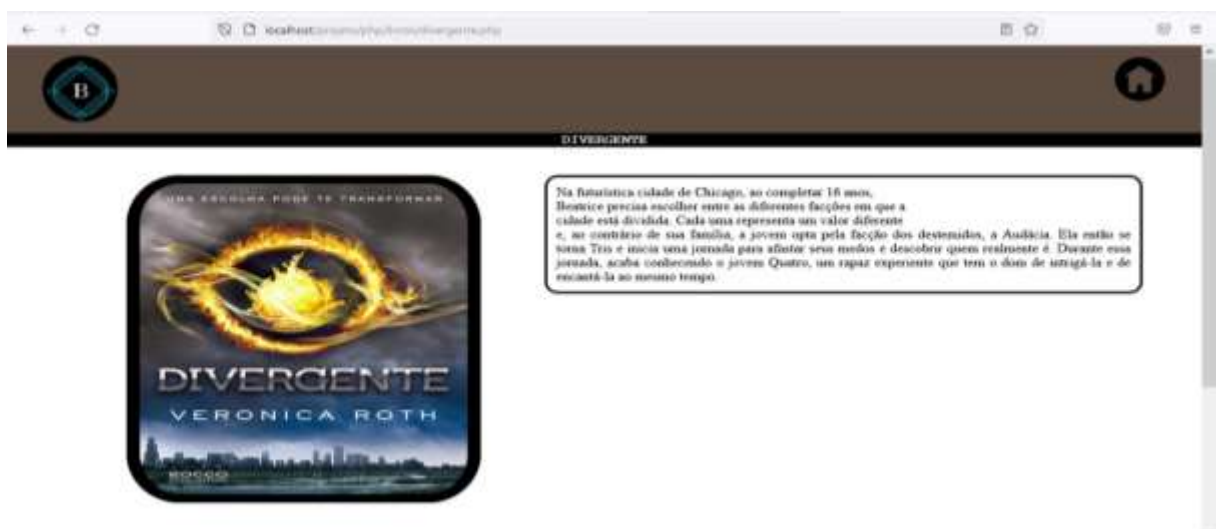 localhost
B
DIVERGENTE
UMA ESCOLHA PODE TE TRANSFORMAR
DIVERGENTE
VERONICA ROTH
ROCCO
Na futurística cidade de Chicago, ao completar 16 anos,
Beatrice precisa escolher entre as diferentes facções em que a
cidade está dividida. Cada uma representa um valor diferente
e, ao contrário de sua família, a jovem opta pela facção dos destemidos, a Audácia. Ela então se
torna Tris e inicia uma jornada para afastar seus medos e descobrir quem realmente é. Durante essa
jornada, acaba conhecendo o jovem Quatro, um rapaz experiente que tem o dom de intrigá-la e de
encantá-la ao mesmo tempo.